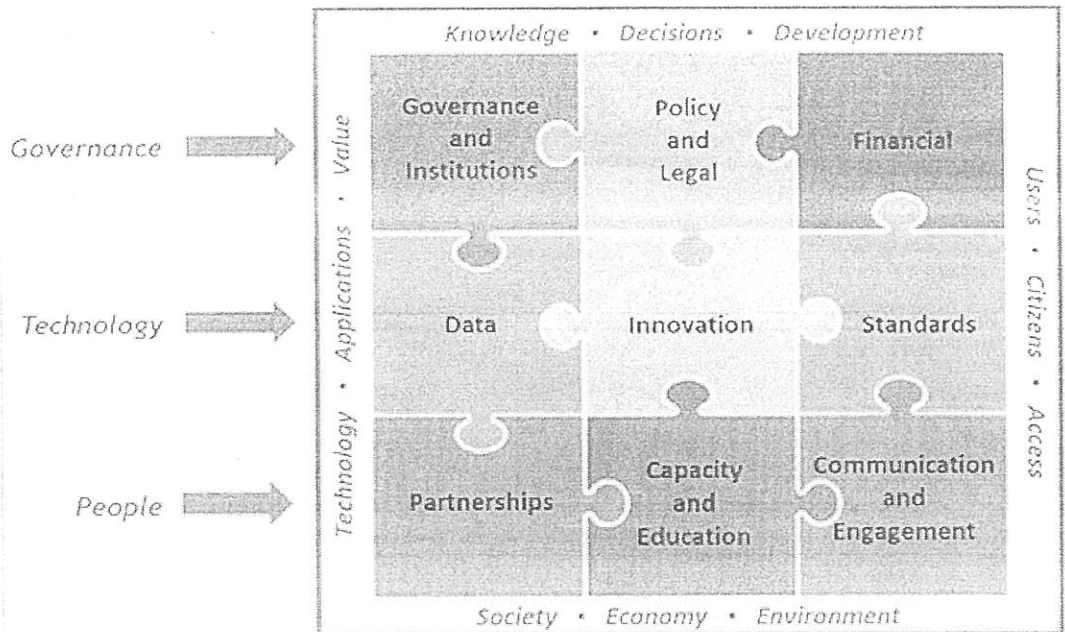 Knowledge • Decisions • Development
Governance
Technology
People
Technology • Applications • Value
Governance
and
Institutions
Policy
and
Legal
Financial
Data
Innovation
Standards
Partnerships
Capacity
and
Education
Communication
and
Engagement
Users • Citizens • Access
Society • Economy • Environment